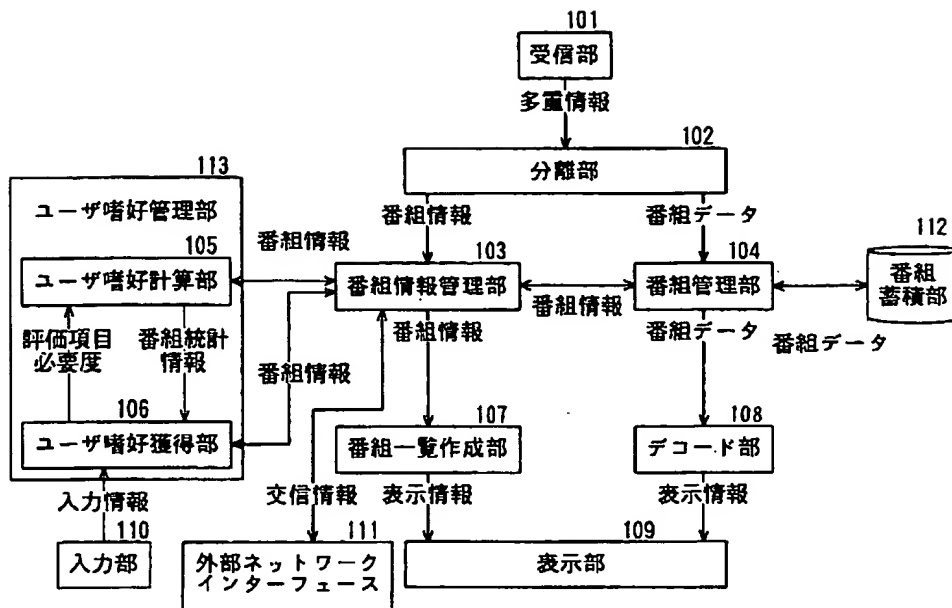 101
受信部
多重情報
102
分離部
113
ユーザ嗜好管理部
番組情報
番組データ
105
番組情報
103
104
112
ユーザ嗜好計算部
番組情報管理部
番組管理部
番組
蓄積部
番組情報
評価項目
必要度
番組統計
情報
番組情報
番組データ
番組データ
番組情報
106
107
108
ユーザ嗜好獲得部
番組一覧作成部
デコード部
入力情報
交信情報
表示情報
表示情報
110
111
109
入力部
外部ネットワーク
インターフェース
表示部